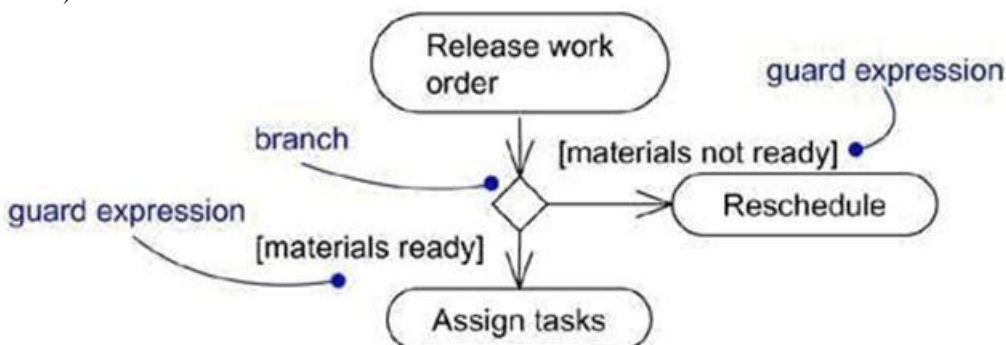 Release work
order
guard expression
branch
[materials not ready]
Reschedule
guard expression
[materials ready]
Assign tasks